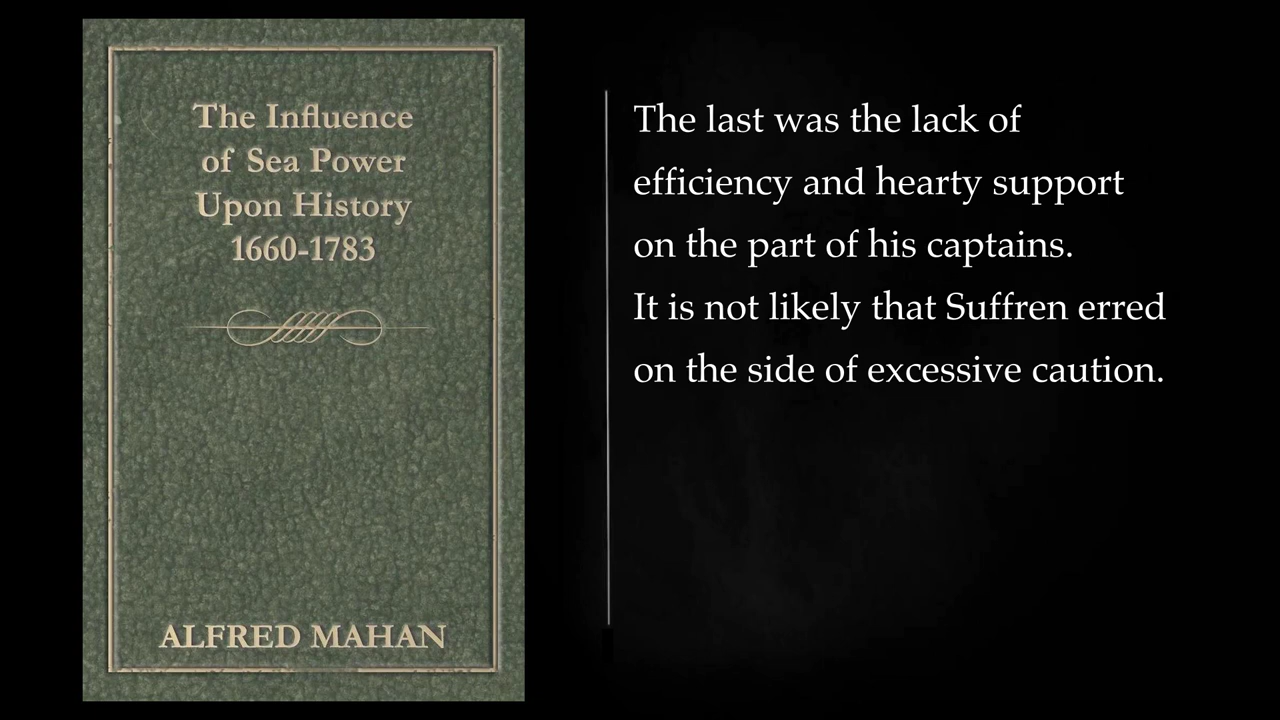 The Influence
of Sea Power
Upon History
1660-1783
ALFRED MAHAN
The last was the lack of
efficiency and hearty support
on the part of his captains.
It is not likely that Suffren erred
on the side of excessive caution.